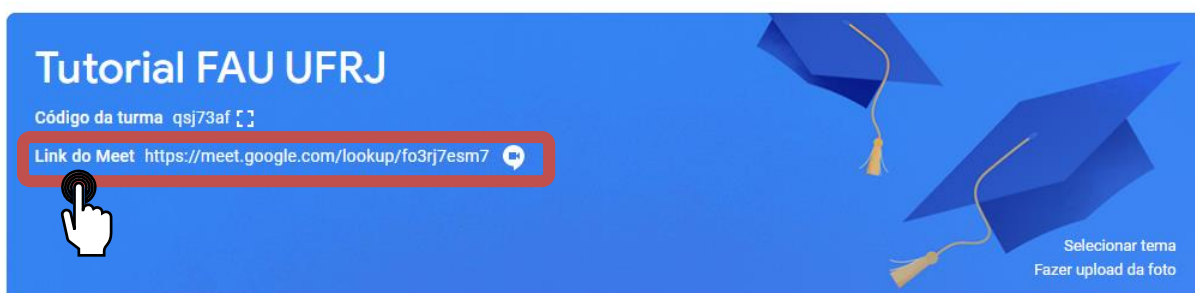 Tutorial FAU UFRJ
Código da turma qsj73af
Link do Meet https://meet.google.com/lookup/fo3rj7esm7
Selecionar tema
Fazer upload da foto